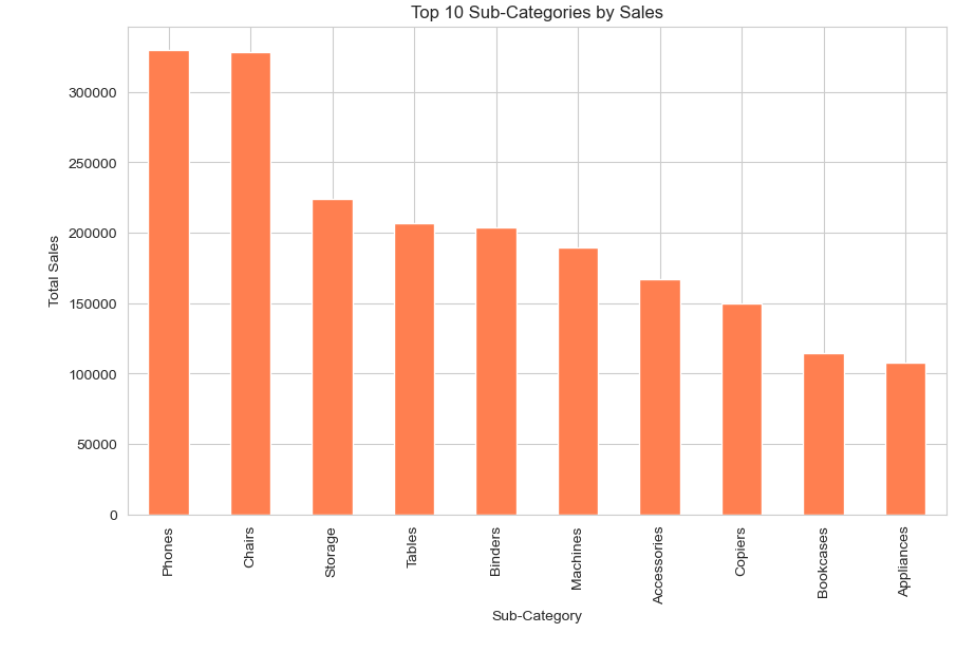 Top 10 Sub-Categories by Sales
Total Sales
300000
250000
200000
150000
100000
50000
0
Phones
Chairs
Storage
Tables
Binders
Machines
Accessories
Copiers
Bookcases
Appliances
Sub-Category